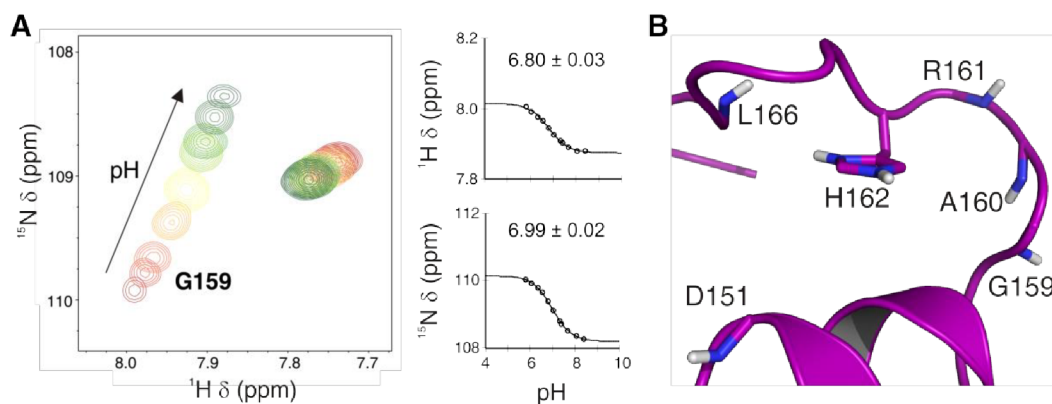 A
108
109
110
¹⁵N δ (ppm)
pH
G159
8.0
7.9
7.8
7.7
¹H δ (ppm)
8.2
8.0
7.8
¹H δ (ppm)
6.80 ± 0.03
112
110
108
¹⁵N δ (ppm)
6.99 ± 0.02
4 6 8 10
pH
B
R161
L166
H162
A160
G159
D151